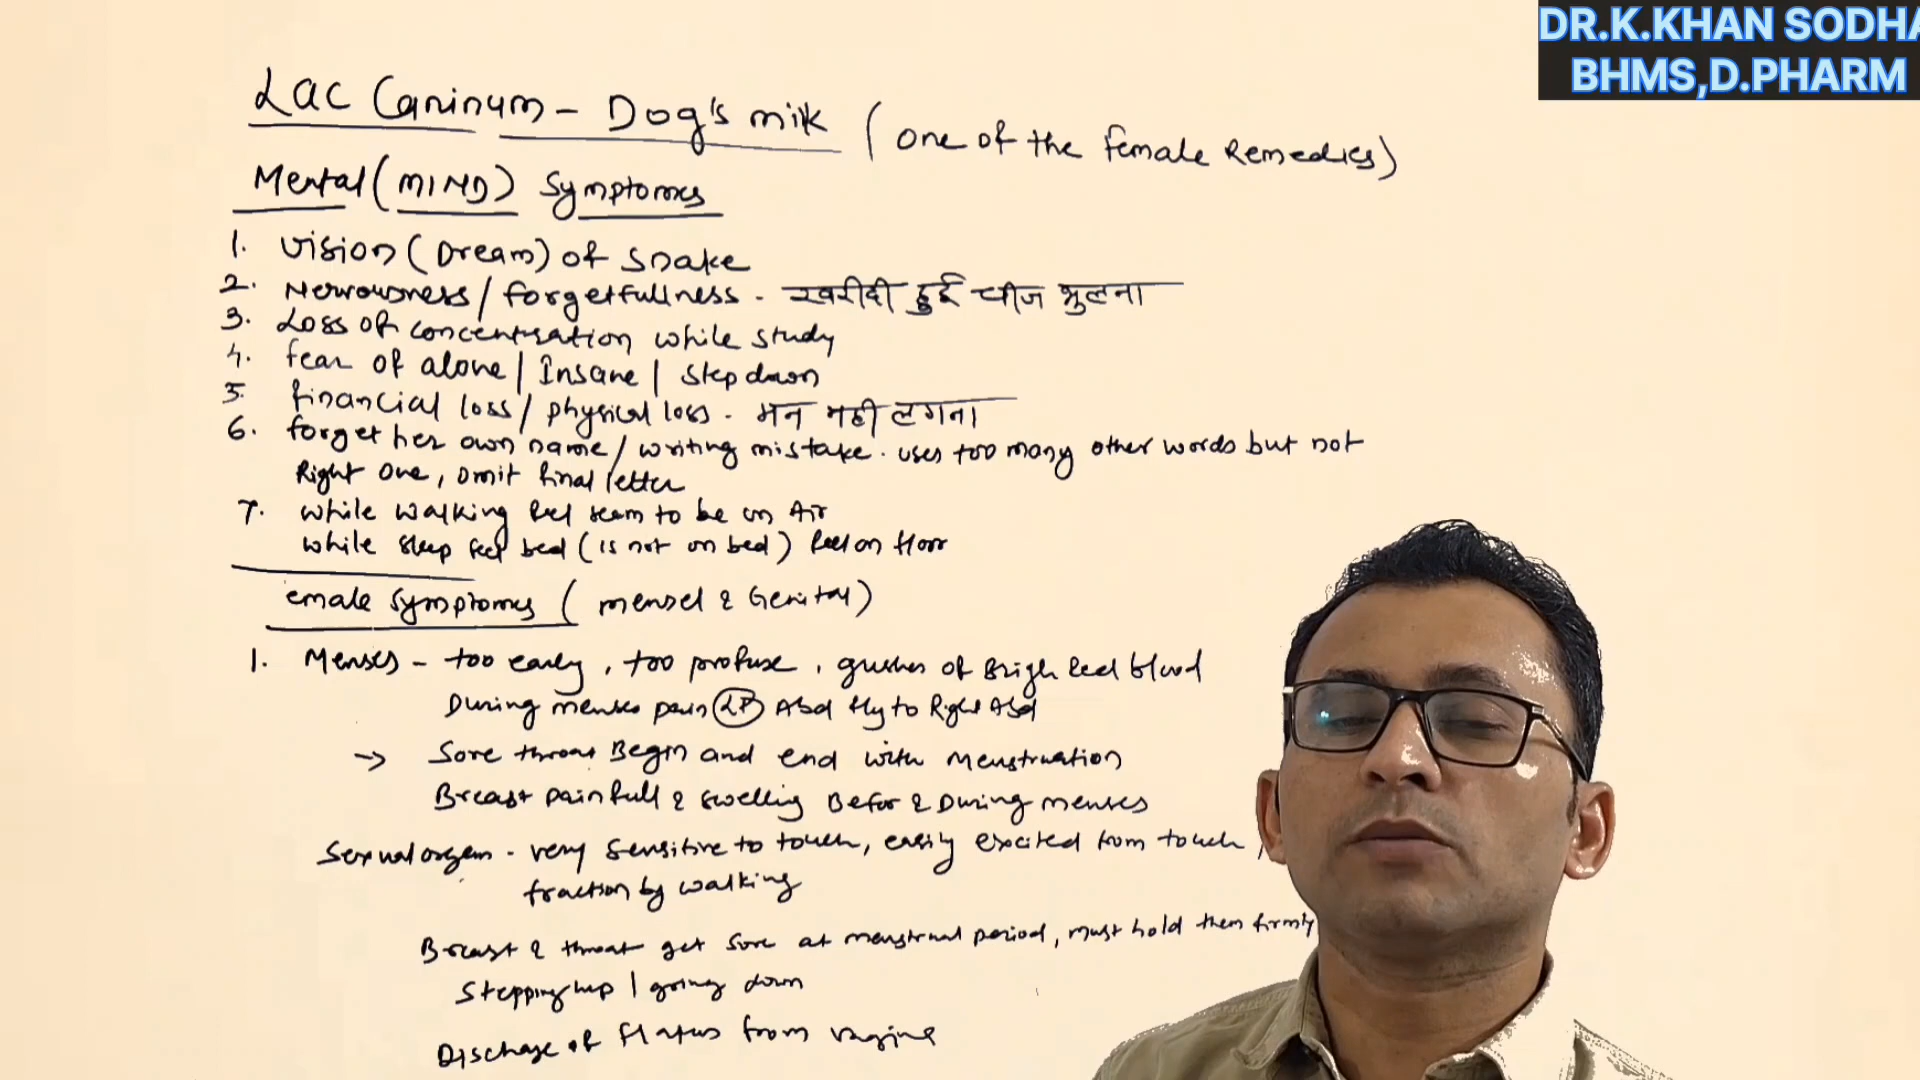 DR.K.KHAN SODHA
BHMS,D.PHARM
Lac Caninum - Dog's milk (one of the female Remedies)
Mental (MIND) Symptomes
1. Vision (Dream) of Snake
2. Nervousness / forgetfullness - खरीदी हुई चीज भुलना
3. Loss of concentration while study
4. fear of alone / Insane / step down
5. financial loss / physical loss - मन नही लगना
6. forget her own name / writing mistake. uses too many other words but not
Right one, omit final letter
7. while walking feel seem to be on Air
while sleep feel bed (is not on bed) feel on floor
emale Symptomes ( mensel & Genital )
1. Menses - too early, too profuse, gushes of Brigh Red blood
During menses pain Abd fly to Right Abd
→ Sore throat Begin and end with menstruation
Breast painfull & swelling Befor & During menses
Sexual organ - very sensitive to touch, easily excited from touch,
fraction by walking
Breast & throat get sore at menstrual period, must hold them firmly
Stepping up / going down
Discharge of flatus from vagina